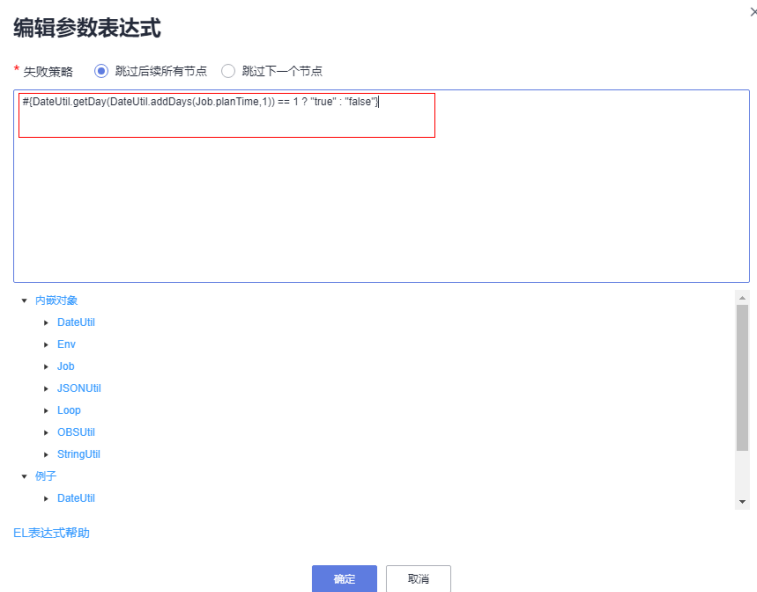 编辑参数表达式
* 失败策略 跳过后续所有节点 跳过下一个节点
#{DateUtil.getDay(DateUtil.addDays(Job.planTime,1)) == 1 ? "true" : "false"}
内嵌对象
DateUtil
Env
Job
JSONUtil
Loop
OBSUtil
StringUtil
例子
DateUtil
EL表达式帮助
确定 取消